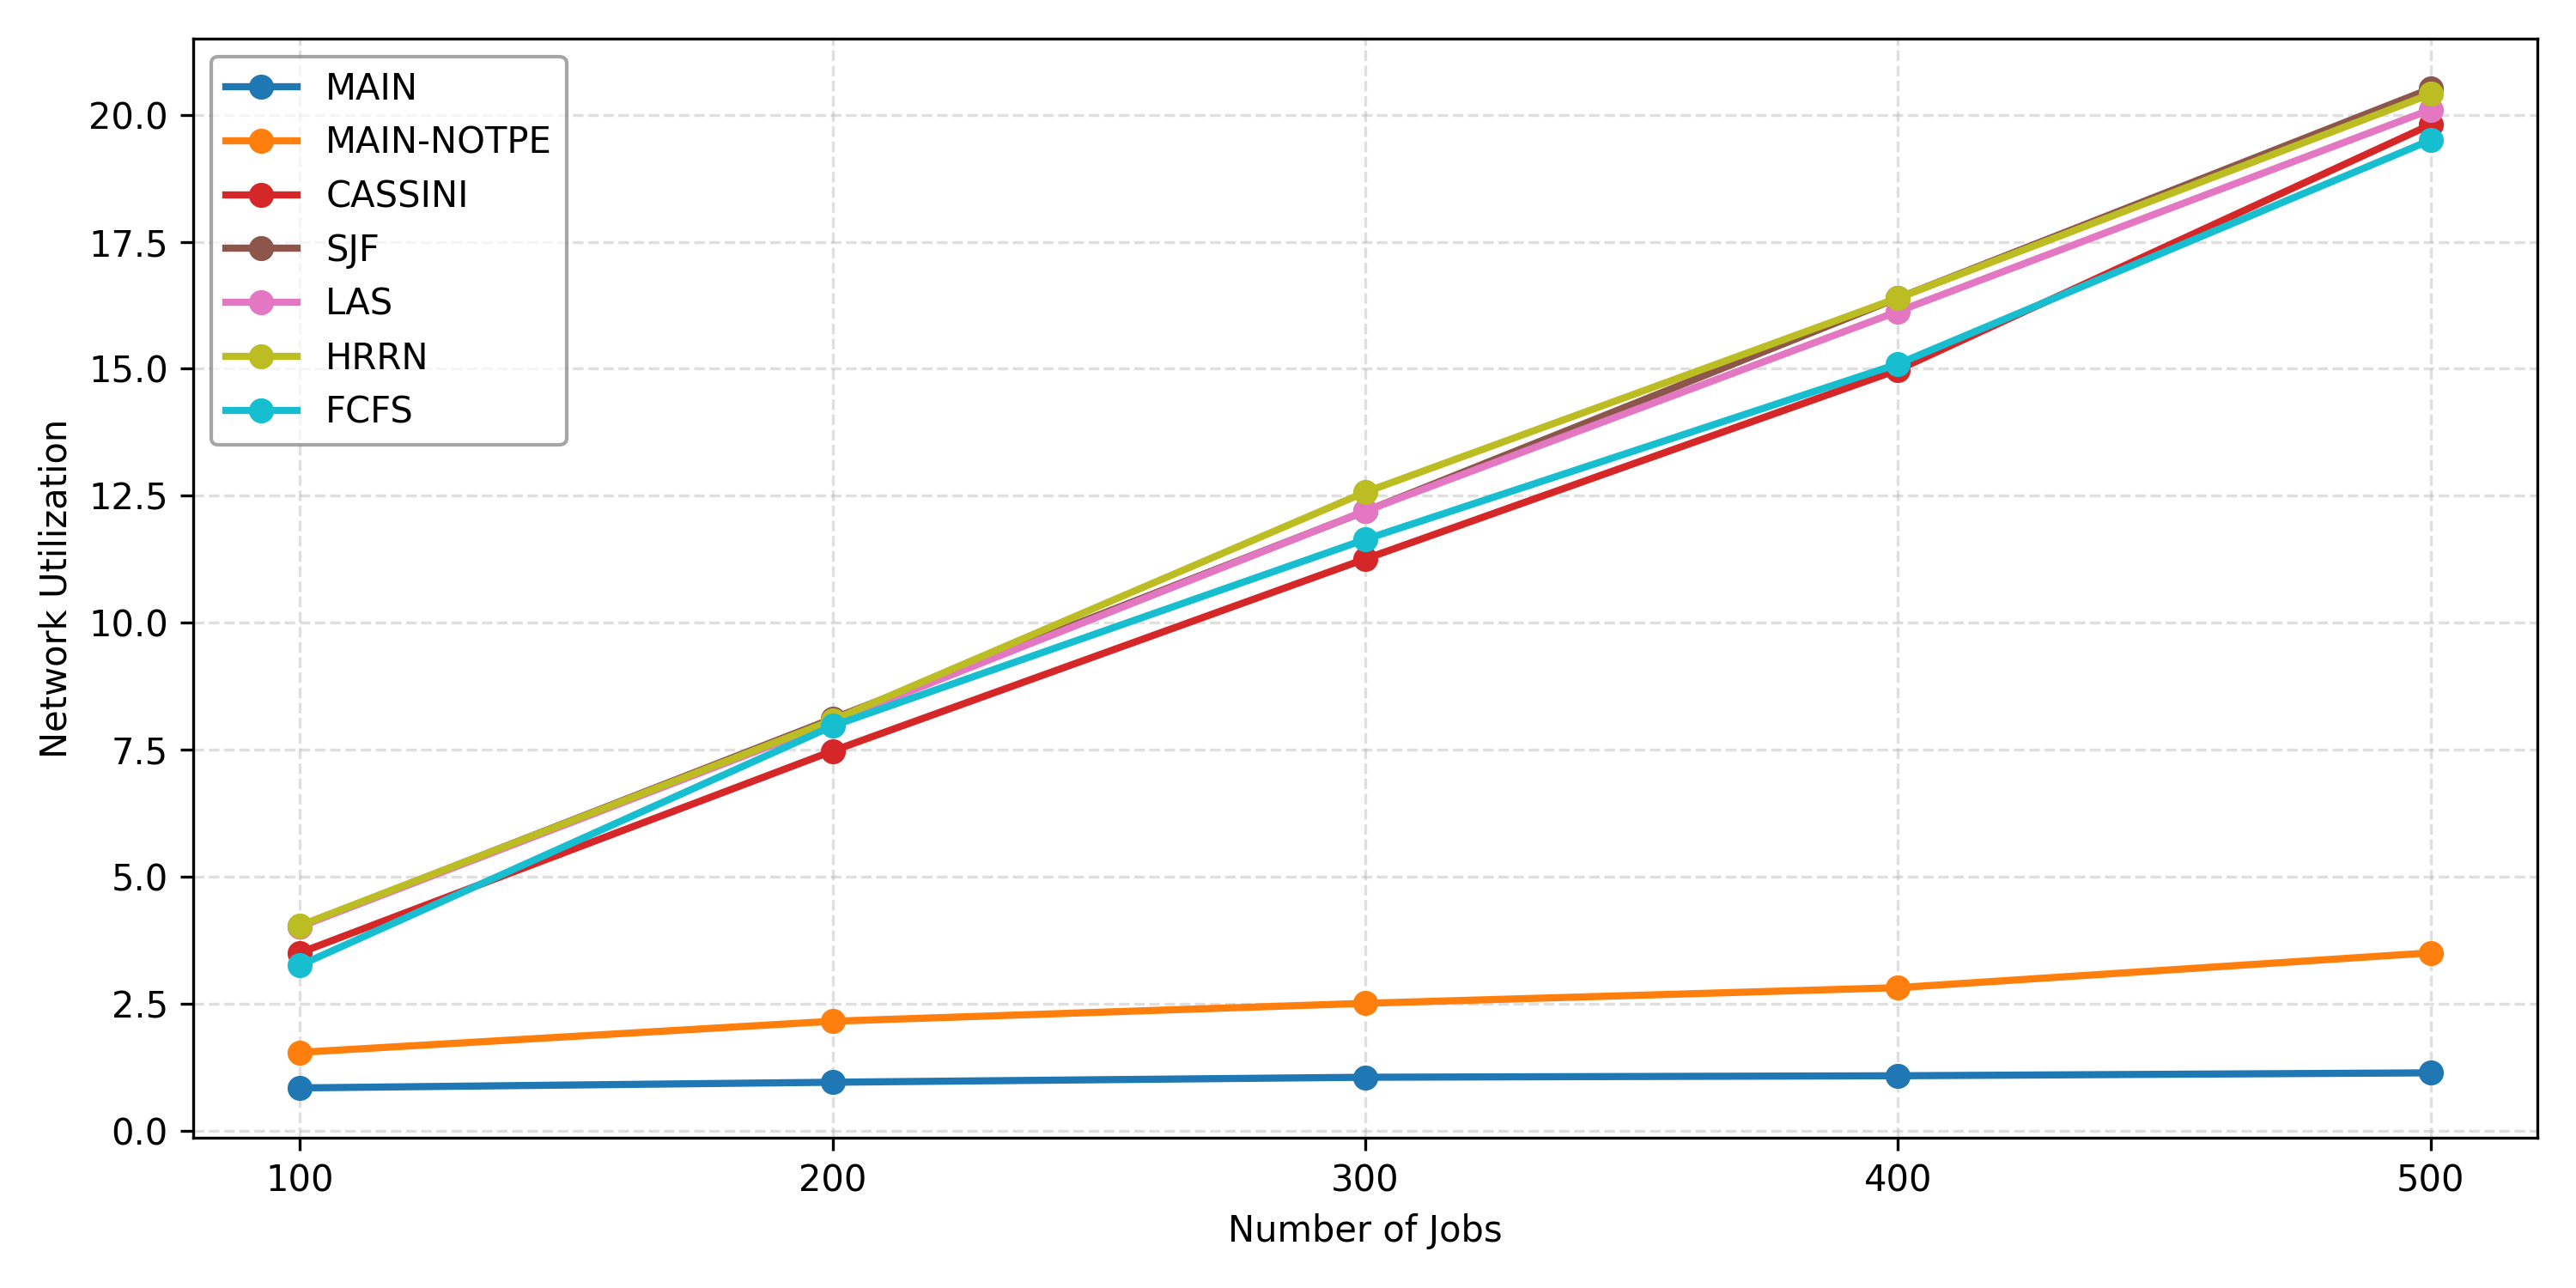 MAIN
MAIN-NOTPE
CASSINI
SJF
LAS
HRRN
FCFS
Network Utilization
20.0
17.5
15.0
12.5
10.0
7.5
5.0
2.5
0.0
100 200 300 400 500
Number of Jobs